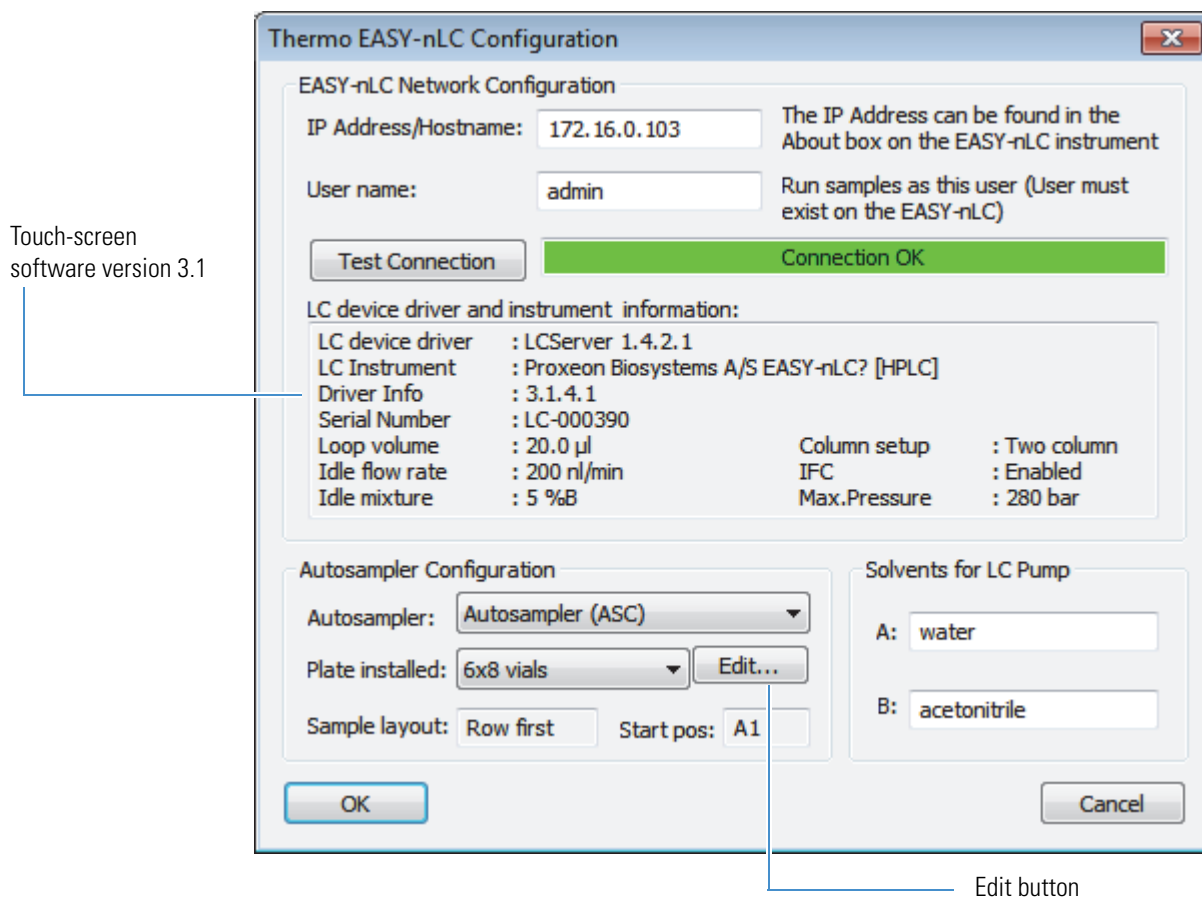 Thermo EASY-nLC Configuration
EASY-nLC Network Configuration
IP Address/Hostname: 172.16.0.103 The IP Address can be found in the
About box on the EASY-nLC instrument
User name: admin Run samples as this user (User must
exist on the EASY-nLC)
Touch-screen
software version 3.1
Test Connection Connection OK
LC device driver and instrument information:
LC device driver : LCServer 1.4.2.1
LC Instrument : Proxeon Biosystems A/S EASY-nLC? [HPLC]
Driver Info : 3.1.4.1
Serial Number : LC-000390
Loop volume : 20.0 µl Column setup : Two column
Idle flow rate : 200 nl/min IFC : Enabled
Idle mixture : 5 %B Max.Pressure : 280 bar
Autosampler Configuration
Autosampler: Autosampler (ASC)
Plate installed: 6x8 vials Edit...
Sample layout: Row first Start pos: A1
Solvents for LC Pump
A: water
B: acetonitrile
OK Cancel
Edit button